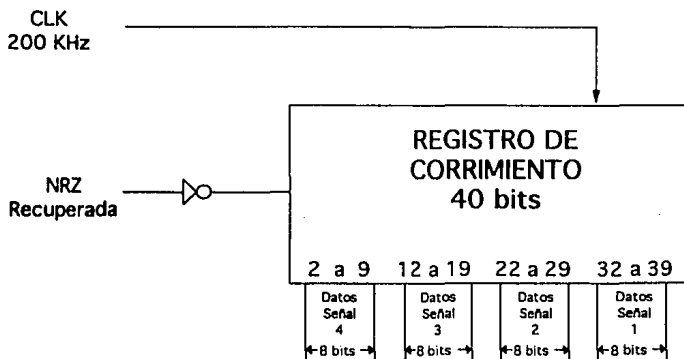 CLK
200 KHz
REGISTRO DE
CORRIMIENTO
40 bits
NRZ
Recuperada
2 a 9 12 a 19 22 a 29 32 a 39
Datos Datos Datos Datos
Señal Señal Señal Señal
4 3 2 1
8 bits 8 bits 8 bits 8 bits